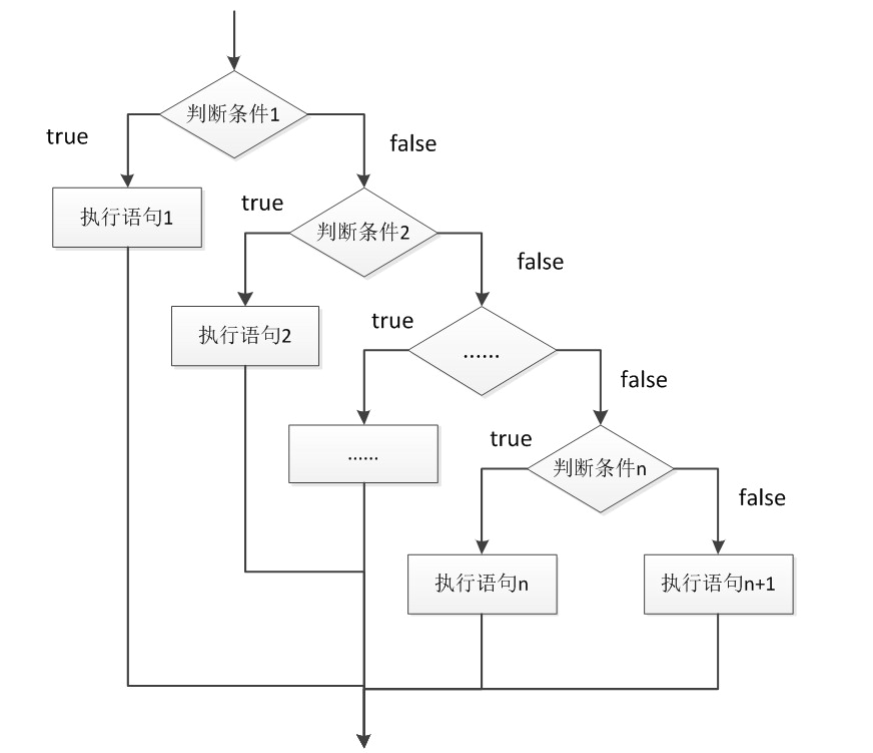 判断条件1
true
false
执行语句1
true
判断条件2
false
执行语句2
true
......
false
......
true
判断条件n
false
执行语句n
执行语句n+1